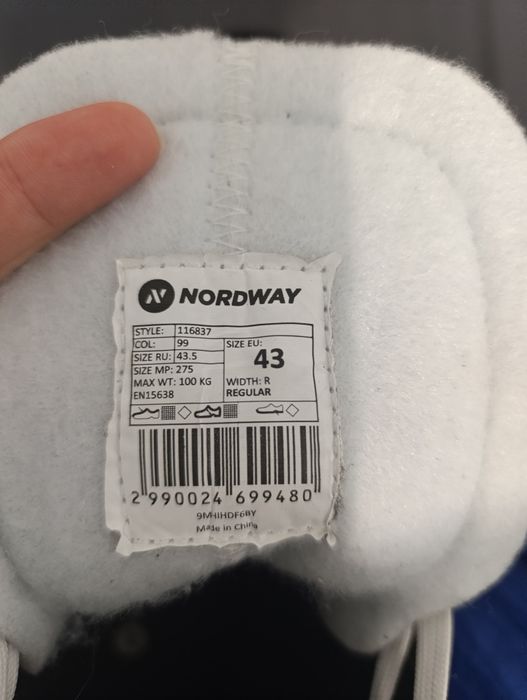 NORDWAY
STYLE: 116837
COL: 99
SIZE RU: 43.5
SIZE MP: 275
MAX WT: 100 KG
EN15638
SIZE EU:
43
WIDTH: R
REGULAR
2 990024 699480
9MHIHDF6BY
Made in China